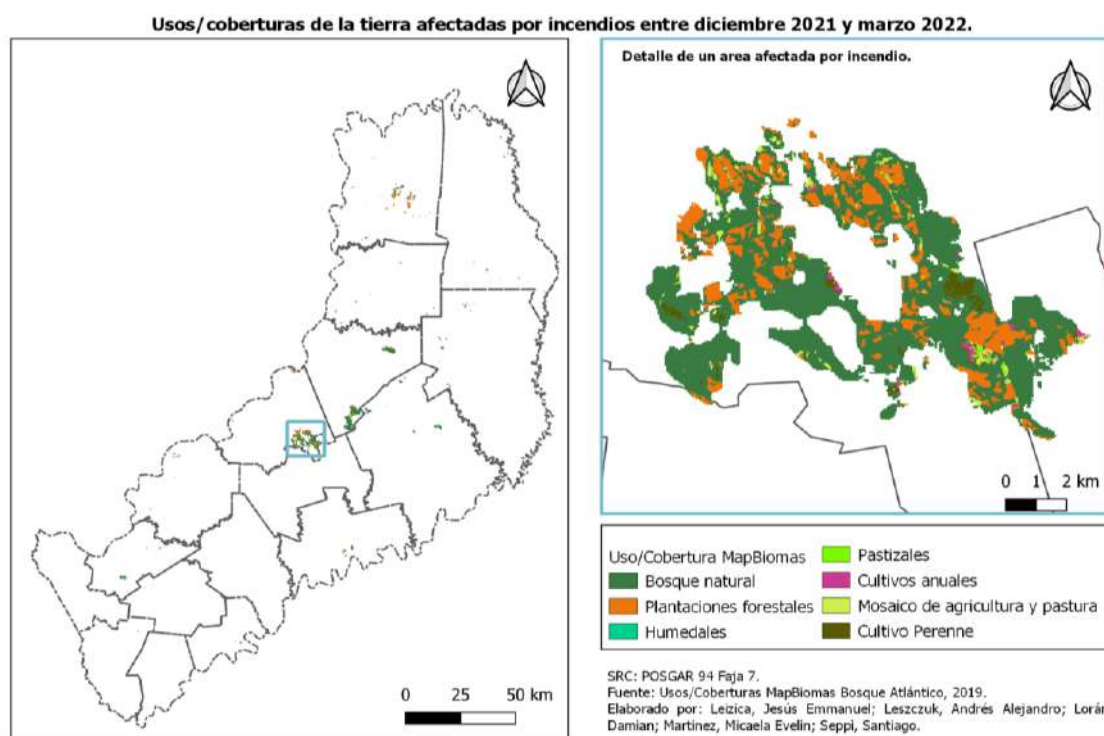 Usos/coberturas de la tierra afectadas por incendios entre diciembre 2021 y marzo 2022.
Detalle de un area afectada por incendio.
0 1 2 km
0 25 50 km
Uso/Cobertura MapBiomas
Bosque natural
Plantaciones forestales
Humedales
Pastizales
Cultivos anuales
Mosaico de agricultura y pastura
Cultivo Perenne
SRC: POSGAR 94 Faja 7.
Fuente: Usos/Coberturas MapBiomas Bosque Atlántico, 2019.
Elaborado por: Leizica, Jesús Emmanuel; Leszczuk, Andrés Alejandro; Lorán
Damian; Martinez, Micaela Evelin; Seppi, Santiago.